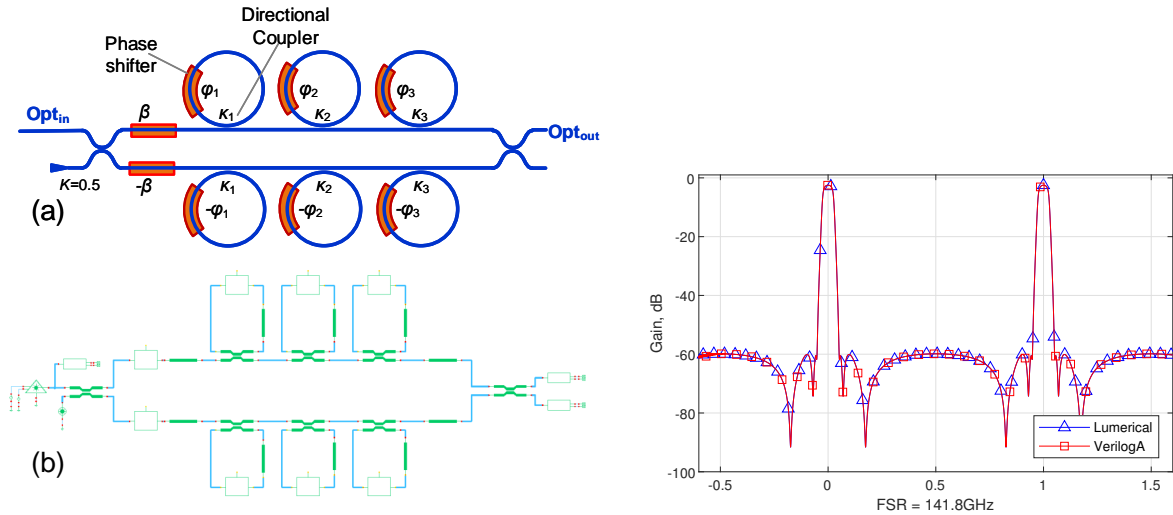 Directional
Coupler
Phase
shifter
φ1 φ2 φ3
κ1 κ2 κ3
β
Optin
Optout
K=0.5
-β
κ1 κ2 κ3
-φ1 -φ2 -φ3
(a)
(b)
0
-20
-40
-60
-80
-100
Gain, dB
-0.5 0 0.5 1 1.5
FSR = 141.8GHz
Lumerical
VerilogA